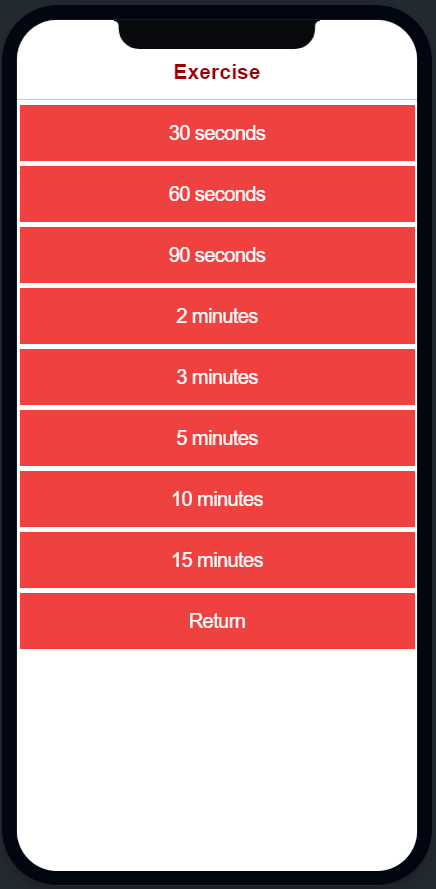 Exercise
30 seconds
60 seconds
90 seconds
2 minutes
3 minutes
5 minutes
10 minutes
15 minutes
Return